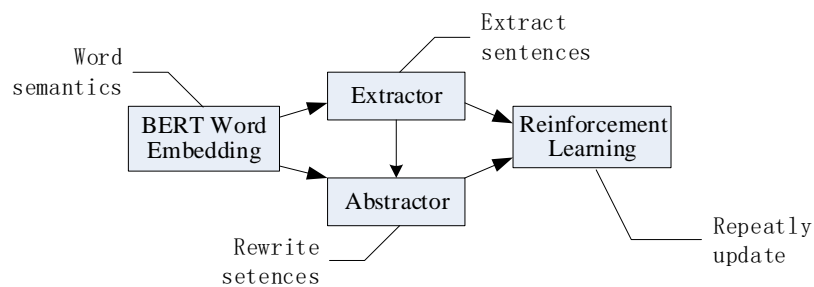 Extract
sentences
Word
semantics
Extractor
BERT Word
Embedding
Reinforcement
Learning
Abstractor
Rewrite
setences
Repeatly
update